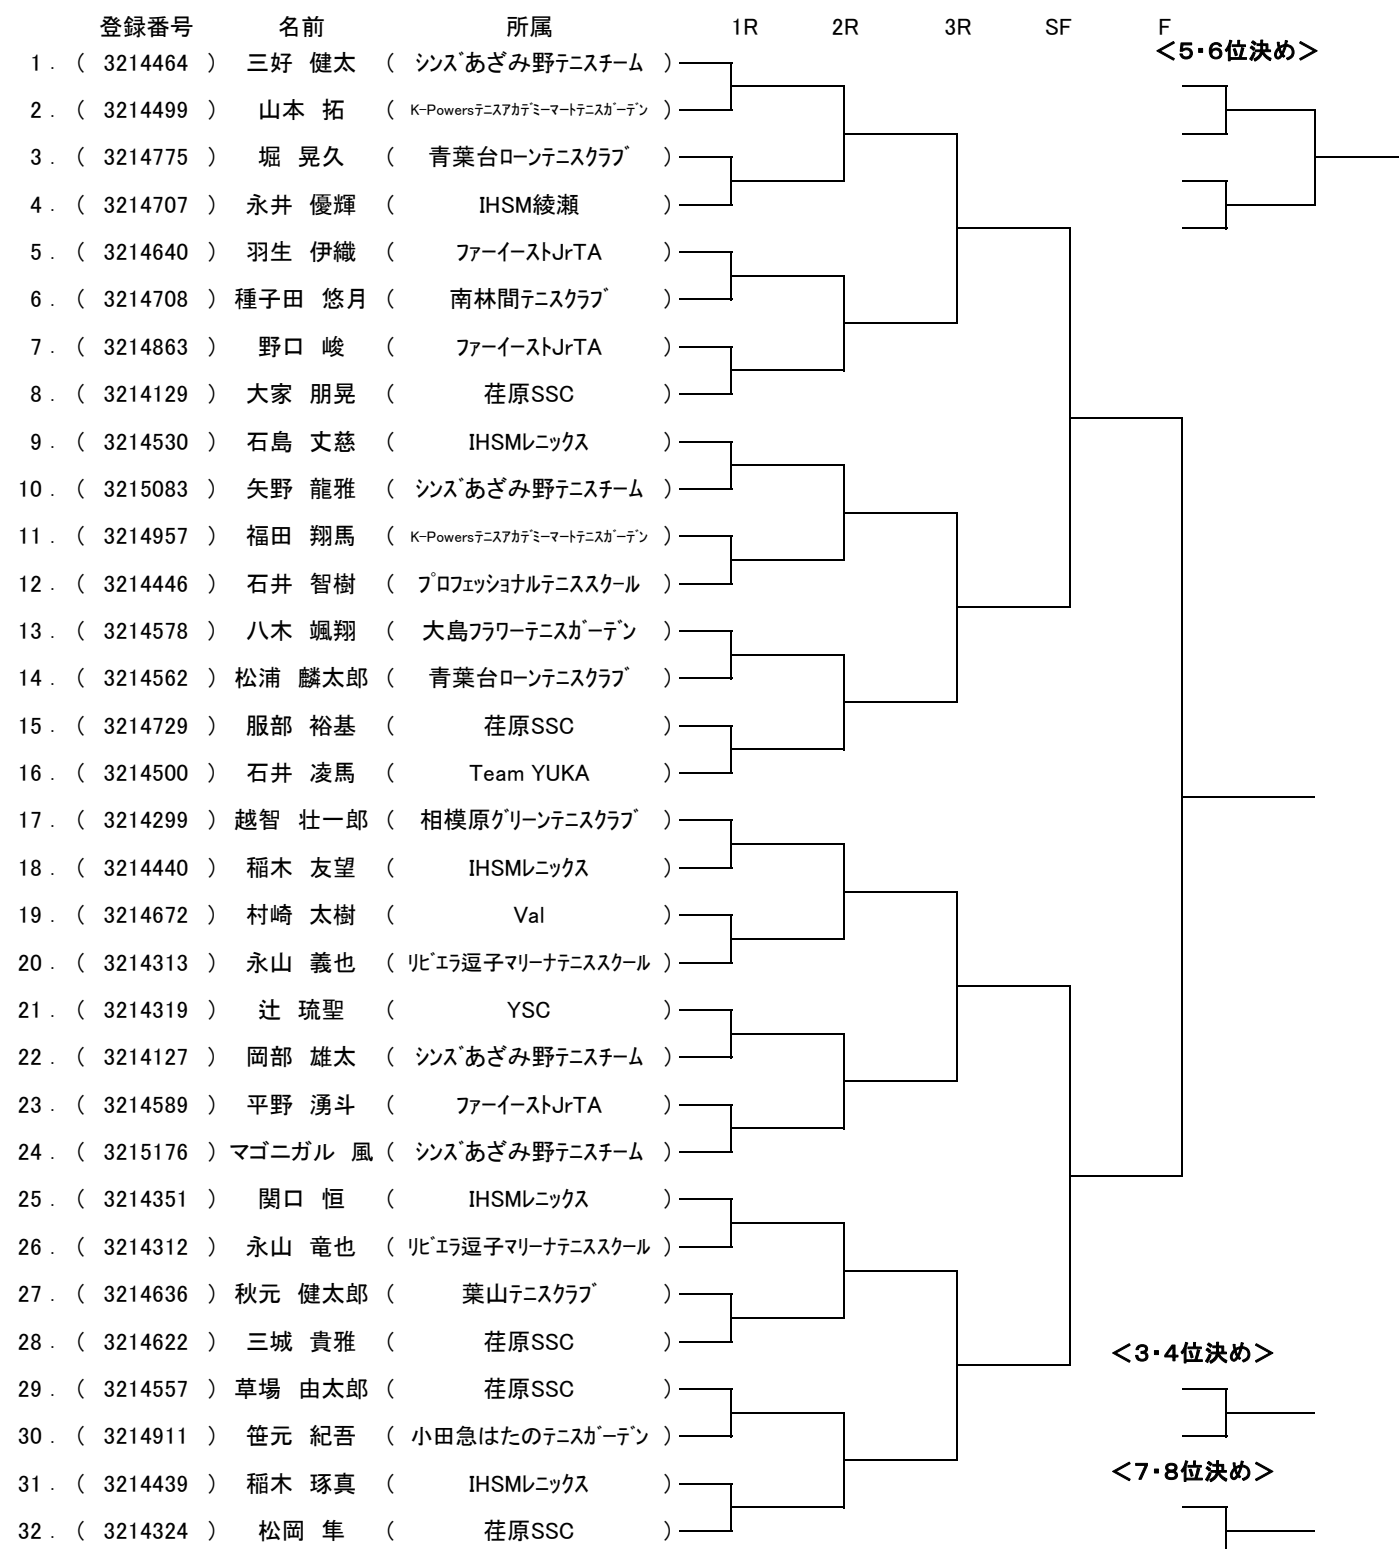 登録番号 名前 所属 1R 2R 3R SF F
＜5・6位決め＞
1 . ( 3214464 ) 三好 健太 ( ｼﾝｽﾞあざみ野ﾃﾆｽﾁｰﾑ )
2 . ( 3214499 ) 山本 拓 ( K-Powersﾃﾆｽｱｶﾃﾞﾐｰﾏｰﾄﾃﾆｽｶﾞｰﾃﾞﾝ )
3 . ( 3214775 ) 堀 晃久 ( 青葉台ﾛｰﾝﾃﾆｽｸﾗﾌﾞ )
4 . ( 3214707 ) 永井 優輝 ( IHSM綾瀬 )
5 . ( 3214640 ) 羽生 伊織 ( ﾌｧｰｲｰｽﾄJrTA )
6 . ( 3214708 ) 種子田 悠月 ( 南林間ﾃﾆｽｸﾗﾌﾞ )
7 . ( 3214863 ) 野口 峻 ( ﾌｧｰｲｰｽﾄJrTA )
8 . ( 3214129 ) 大家 朋晃 ( 荏原SSC )
9 . ( 3214530 ) 石島 丈慈 ( IHSMﾚﾆｯｸｽ )
10 . ( 3215083 ) 矢野 龍雅 ( ｼﾝｽﾞあざみ野ﾃﾆｽﾁｰﾑ )
11 . ( 3214957 ) 福田 翔馬 ( K-Powersﾃﾆｽｱｶﾃﾞﾐｰﾏｰﾄﾃﾆｽｶﾞｰﾃﾞﾝ )
12 . ( 3214446 ) 石井 智樹 ( ﾌﾟﾛﾌｪｯｼｮﾅﾙﾃﾆｽｽｸｰﾙ )
13 . ( 3214578 ) 八木 颯翔 ( 大島ﾌﾗﾜｰﾃﾆｽｶﾞｰﾃﾞﾝ )
14 . ( 3214562 ) 松浦 麟太郎 ( 青葉台ﾛｰﾝﾃﾆｽｸﾗﾌﾞ )
15 . ( 3214729 ) 服部 裕基 ( 荏原SSC )
16 . ( 3214500 ) 石井 凌馬 ( Team YUKA )
17 . ( 3214299 ) 越智 壮一郎 ( 相模原ｸﾞﾘｰﾝﾃﾆｽｸﾗﾌﾞ )
18 . ( 3214440 ) 稲木 友望 ( IHSMﾚﾆｯｸｽ )
19 . ( 3214672 ) 村崎 太樹 ( Val )
20 . ( 3214313 ) 永山 義也 ( ﾘﾋﾞｴﾗ逗子ﾏﾘｰﾅﾃﾆｽｽｸｰﾙ )
21 . ( 3214319 ) 辻 琉聖 ( YSC )
22 . ( 3214127 ) 岡部 雄太 ( ｼﾝｽﾞあざみ野ﾃﾆｽﾁｰﾑ )
23 . ( 3214589 ) 平野 湧斗 ( ﾌｧｰｲｰｽﾄJrTA )
24 . ( 3215176 ) マゴニガル 風 ( ｼﾝｽﾞあざみ野ﾃﾆｽﾁｰﾑ )
25 . ( 3214351 ) 関口 恒 ( IHSMﾚﾆｯｸｽ )
26 . ( 3214312 ) 永山 竜也 ( ﾘﾋﾞｴﾗ逗子ﾏﾘｰﾅﾃﾆｽｽｸｰﾙ )
27 . ( 3214636 ) 秋元 健太郎 ( 葉山ﾃﾆｽｸﾗﾌﾞ )
28 . ( 3214622 ) 三城 貴雅 ( 荏原SSC )
＜3・4位決め＞
29 . ( 3214557 ) 草場 由太郎 ( 荏原SSC )
30 . ( 3214911 ) 笹元 紀吾 ( 小田急はたのﾃﾆｽｶﾞｰﾃﾞﾝ )
＜7・8位決め＞
31 . ( 3214439 ) 稲木 琢真 ( IHSMﾚﾆｯｸｽ )
32 . ( 3214324 ) 松岡 隼 ( 荏原SSC )